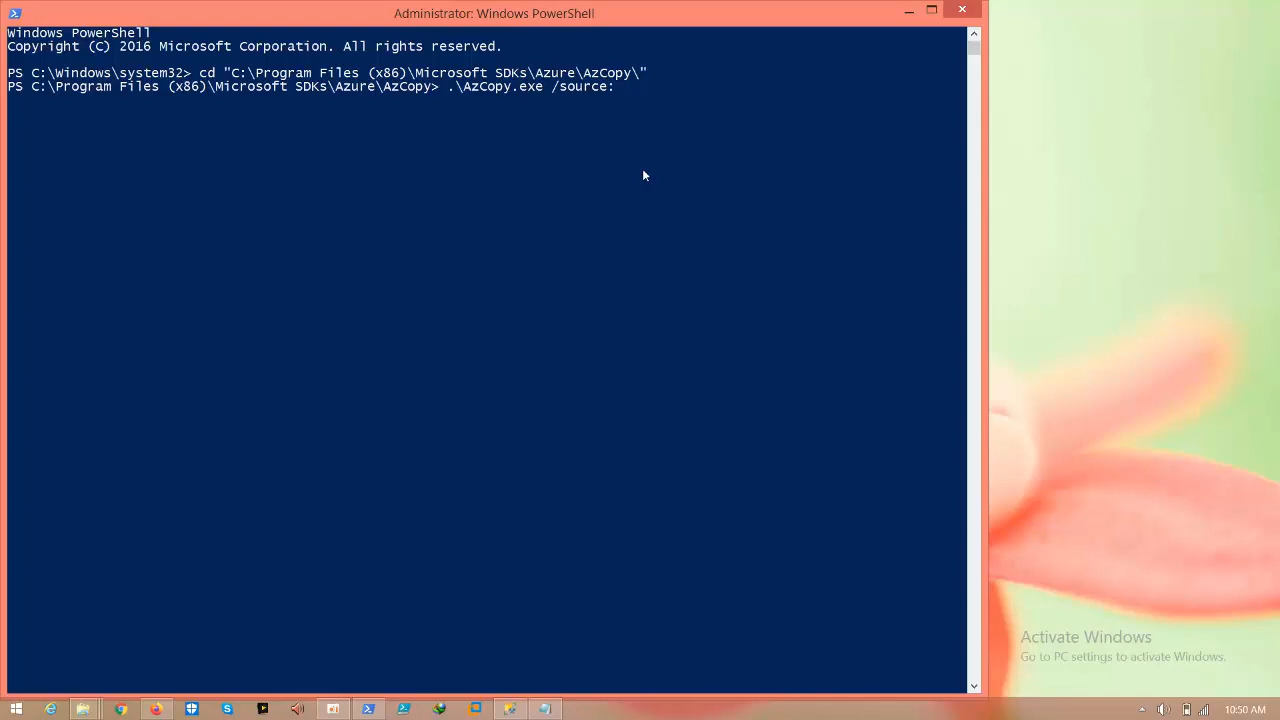 Administrator: Windows PowerShell
Windows PowerShell
Copyright (C) 2016 Microsoft Corporation. All rights reserved.
PS C:\Windows\system32> cd "C:\Program Files (x86)\Microsoft SDKs\Azure\AzCopy\"
PS C:\Program Files (x86)\Microsoft SDKs\Azure\AzCopy> .\AzCopy.exe /source:
Activate Windows
Go to PC settings to activate Windows.
10:50 AM